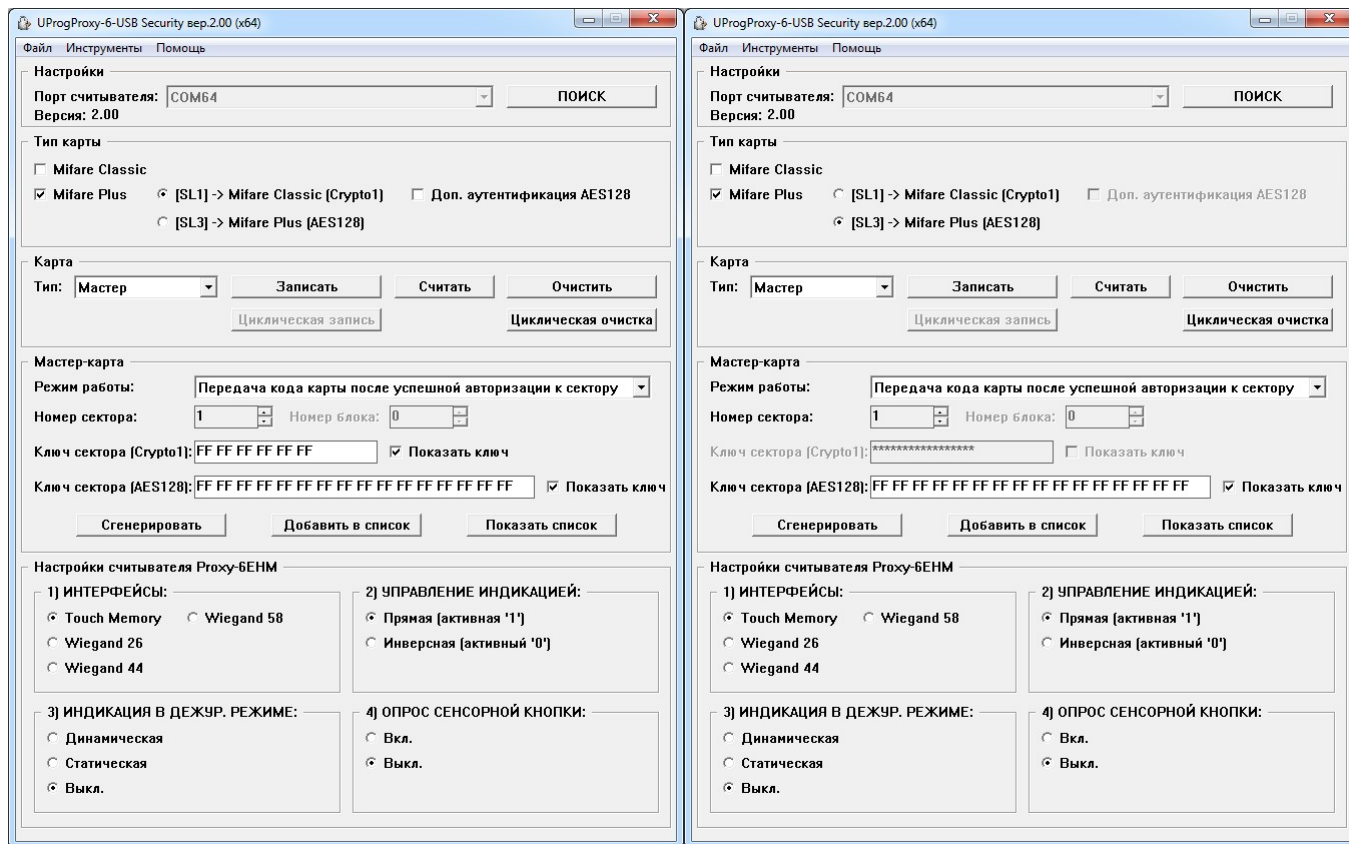 UProgProxy-6-USB Security вер.2.00 (x64)
Файл Инструменты Помощь
Настройки
Порт считывателя: COM64 ПОИСК
Версия: 2.00
Тип карты
Mifare Classic
Mifare Plus [SL1] -> Mifare Classic (Crypto1) Доп. аутентификация AES128
[SL3] -> Mifare Plus (AES128)
Карта
Тип: Мастер Записать Считать Очистить
Циклическая запись Циклическая очистка
Мастер-карта
Режим работы: Передача кода карты после успешной авторизации к сектору
Номер сектора: 1 Номер блока: 0
Ключ сектора (Crypto1): FF FF FF FF FF FF Показать ключ
Ключ сектора (AES128): FF FF FF FF FF FF FF FF FF FF FF FF FF FF FF FF Показать ключ
Сгенерировать Добавить в список Показать список
Настройки считывателя Proxy-6EHM
1) ИНТЕРФЕЙСЫ: 2) УПРАВЛЕНИЕ ИНДИКАЦИЕЙ:
Touch Memory Wiegand 58 Прямая (активная '1')
Wiegand 26 Инверсная (активный '0')
Wiegand 44
3) ИНДИКАЦИЯ В ДЕЖУР. РЕЖИМЕ: 4) ОПРОС СЕНСОРНОЙ КНОПКИ:
Динамическая Вкл.
Статическая Выкл.
Выкл.
UProgProxy-6-USB Security вер.2.00 (x64)
Файл Инструменты Помощь
Настройки
Порт считывателя: COM64 ПОИСК
Версия: 2.00
Тип карты
Mifare Classic
Mifare Plus [SL1] -> Mifare Classic (Crypto1) Доп. аутентификация AES128
[SL3] -> Mifare Plus (AES128)
Карта
Тип: Мастер Записать Считать Очистить
Циклическая запись Циклическая очистка
Мастер-карта
Режим работы: Передача кода карты после успешной авторизации к сектору
Номер сектора: 1 Номер блока: 0
Ключ сектора (Crypto1): ***************** Показать ключ
Ключ сектора (AES128): FF FF FF FF FF FF FF FF FF FF FF FF FF FF FF FF Показать ключ
Сгенерировать Добавить в список Показать список
Настройки считывателя Proxy-6EHM
1) ИНТЕРФЕЙСЫ: 2) УПРАВЛЕНИЕ ИНДИКАЦИЕЙ:
Touch Memory Wiegand 58 Прямая (активная '1')
Wiegand 26 Инверсная (активный '0')
Wiegand 44
3) ИНДИКАЦИЯ В ДЕЖУР. РЕЖИМЕ: 4) ОПРОС СЕНСОРНОЙ КНОПКИ:
Динамическая Вкл.
Статическая Выкл.
Выкл.